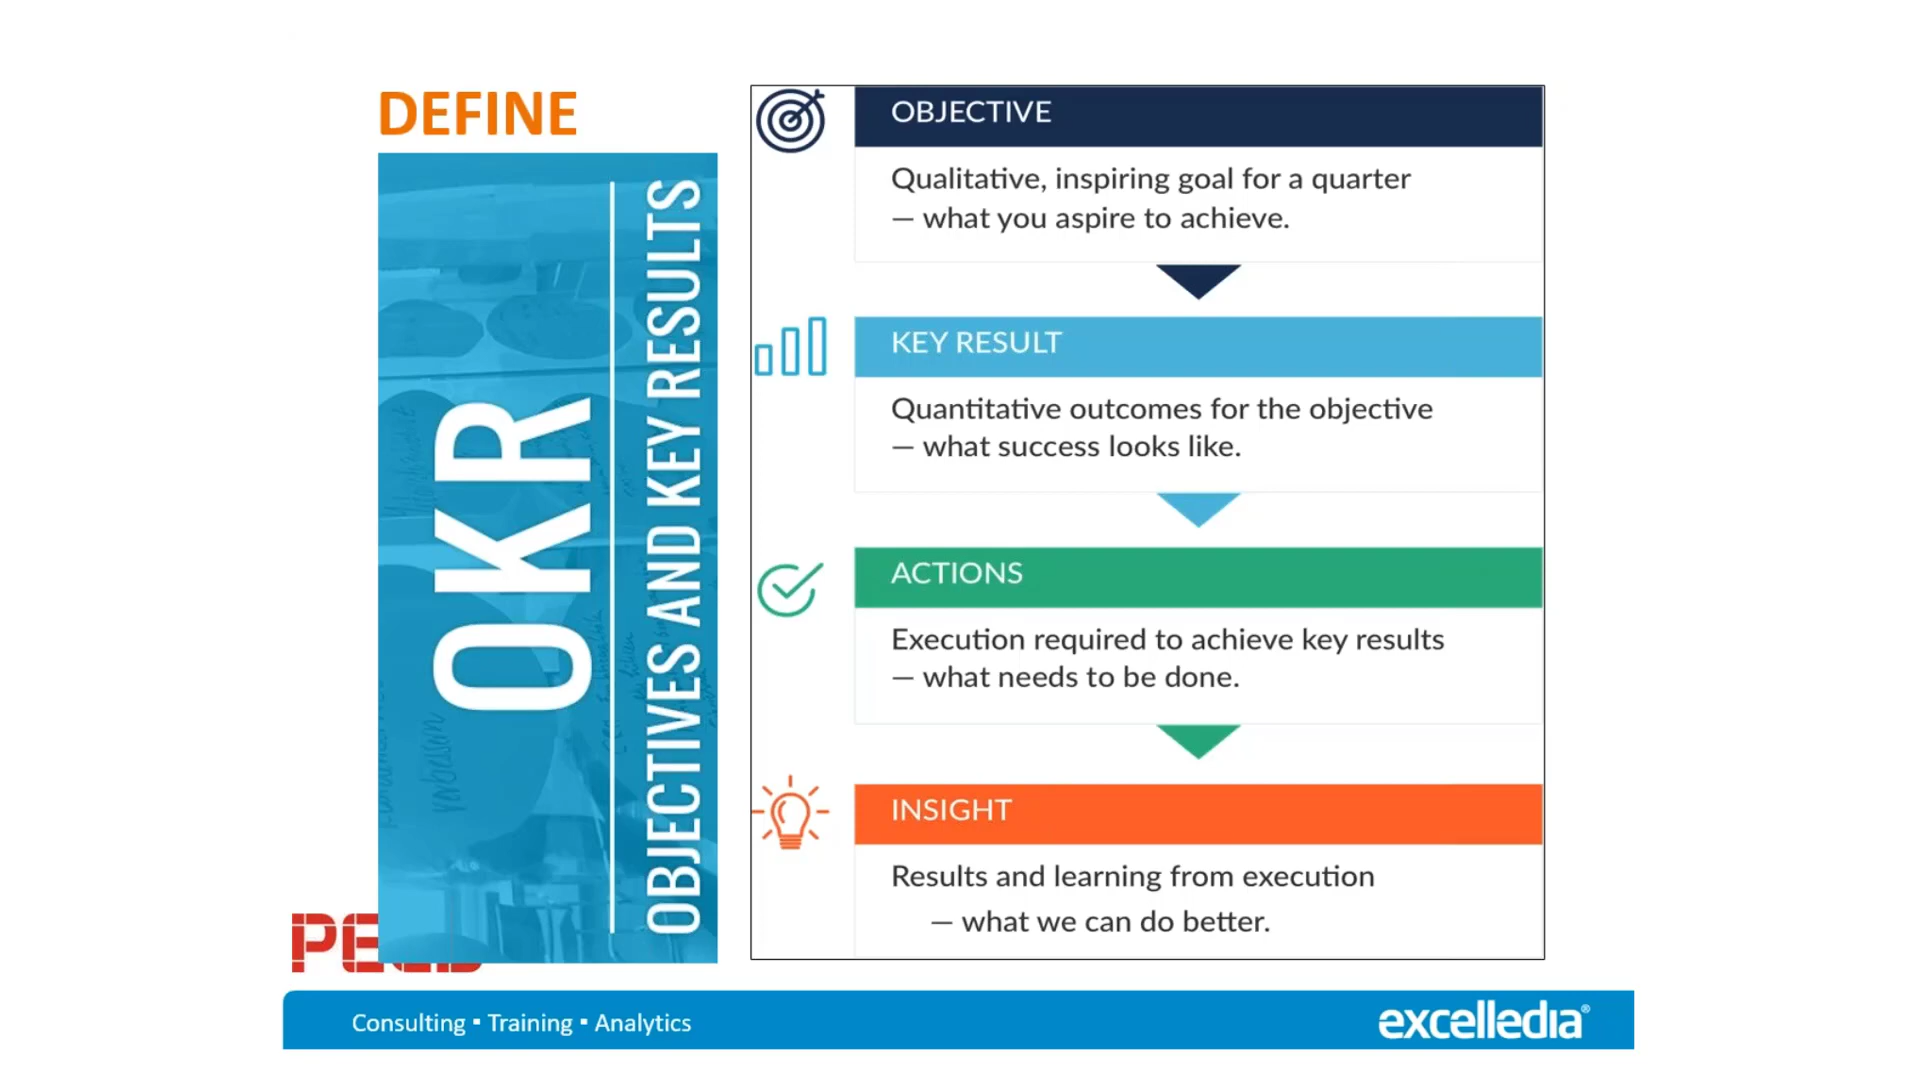 DEFINE
OKR
OBJECTIVES AND KEY RESULTS
OBJECTIVE
Qualitative, inspiring goal for a quarter
— what you aspire to achieve.
KEY RESULT
Quantitative outcomes for the objective
— what success looks like.
ACTIONS
Execution required to achieve key results
— what needs to be done.
INSIGHT
Results and learning from execution
— what we can do better.
verbessern
Consulting ▪ Training ▪ Analytics
excelledia®